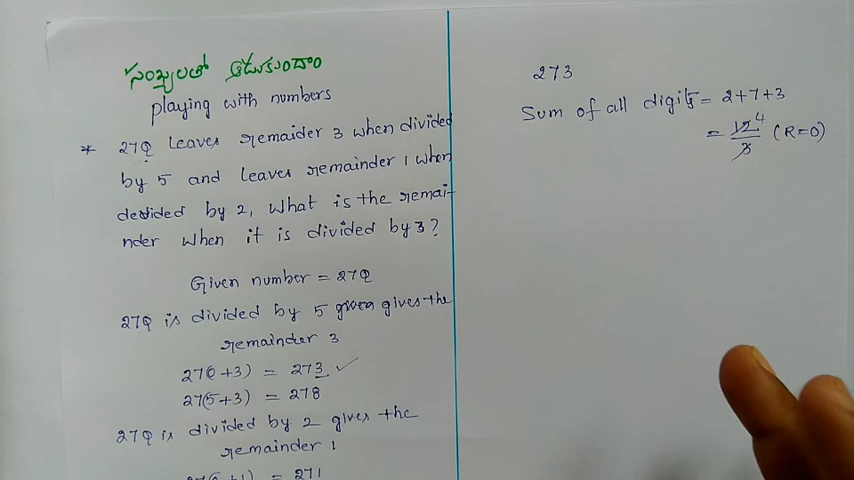 సంఖ్యలతో ఆడుకుందాం
playing with numbers
* 27Q leaves remaider 3 when divided
by 5 and leaves remainder 1 when
devided by 2, what is the remai-
nder when it is divided by 3?
Given number = 27Q
27Q is divided by 5 given gives the
remainder 3
27(0+3) = 273 ✓
27(5+3) = 278
27Q is divided by 2 gives the
remainder 1
= 271
273
Sum of all digits = 2+7+3
= 12/3 4 (R=0)